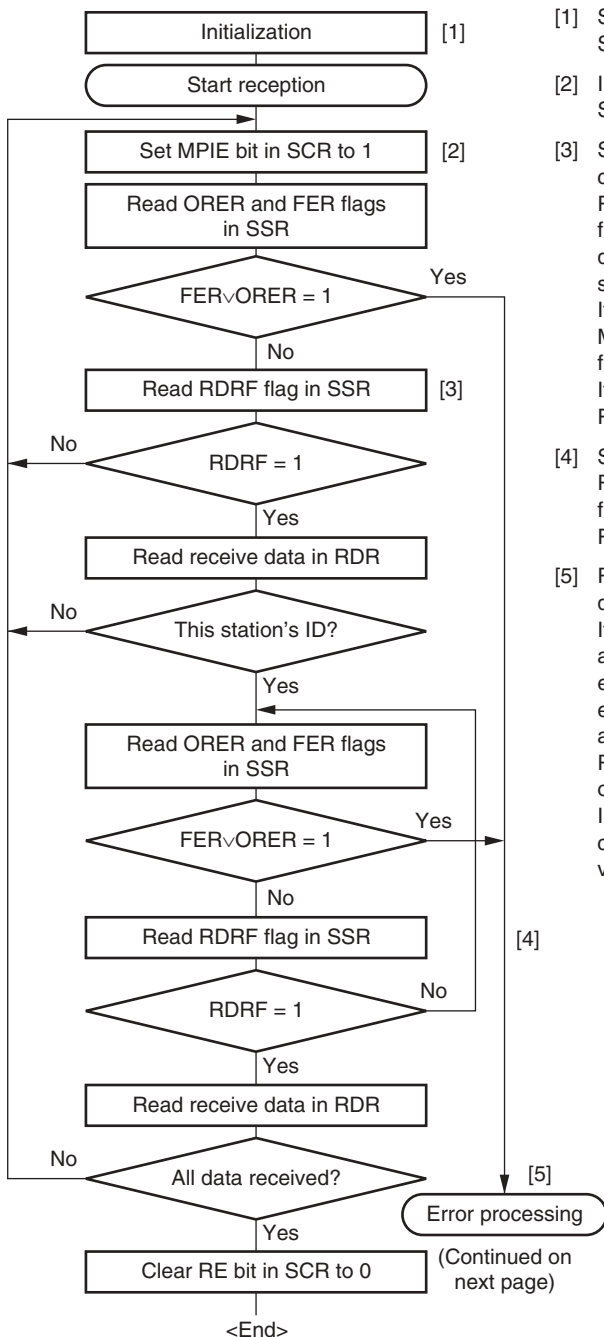 Initialization [1]
Start reception
Set MPIE bit in SCR to 1 [2]
Read ORER and FER flags
in SSR
FER∨ORER = 1
Yes
No
Read RDRF flag in SSR [3]
No
RDRF = 1
Yes
Read receive data in RDR
No
This station's ID?
Yes
Read ORER and FER flags
in SSR
FER∨ORER = 1
Yes
No
Read RDRF flag in SSR
[4]
RDRF = 1
No
Yes
Read receive data in RDR
No
All data received?
[5]
Yes
Error processing
(Continued on
next page)
Clear RE bit in SCR to 0
<End>
[1] S
S
[2] I
S
[3] S
c
F
f
c
s
I
M
f
I
F
[4] S
F
f
F
[5] F
c
I
a
e
e
a
F
c
I
c
v